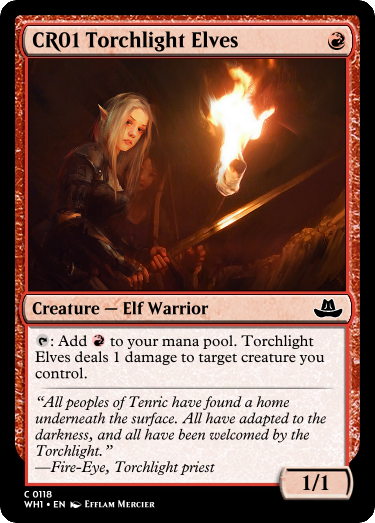 CR01 Torchlight Elves
Creature — Elf Warrior
: Add to your mana pool. Torchlight
Elves deals 1 damage to target creature you
control.
“All peoples of Tenric have found a home
underneath the surface. All have adapted to the
darkness, and all have been welcomed by the
Torchlight.”
—Fire-Eye, Torchlight priest
1/1
C 0118
WH1 • EN Efflam Mercier